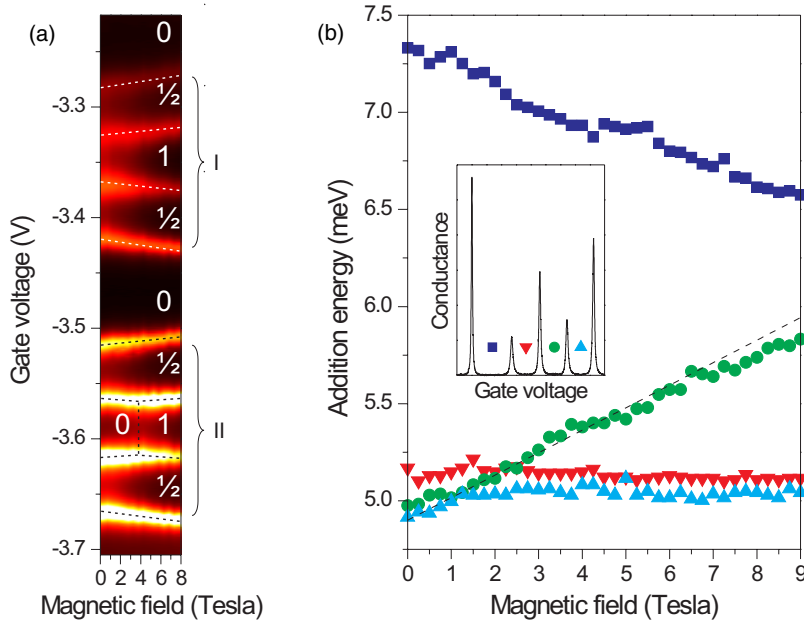 (a)
0
½
1
½
0
½
0 1
½
I
II
-3.3
-3.4
-3.5
-3.6
-3.7
Gate voltage (V)
0 2 4 6 8
Magnetic field (Tesla)
(b)
7.5
7.0
6.5
6.0
5.5
5.0
Addition energy (meV)
Conductance
Gate voltage
0 1 2 3 4 5 6 7 8 9
Magnetic field (Tesla)